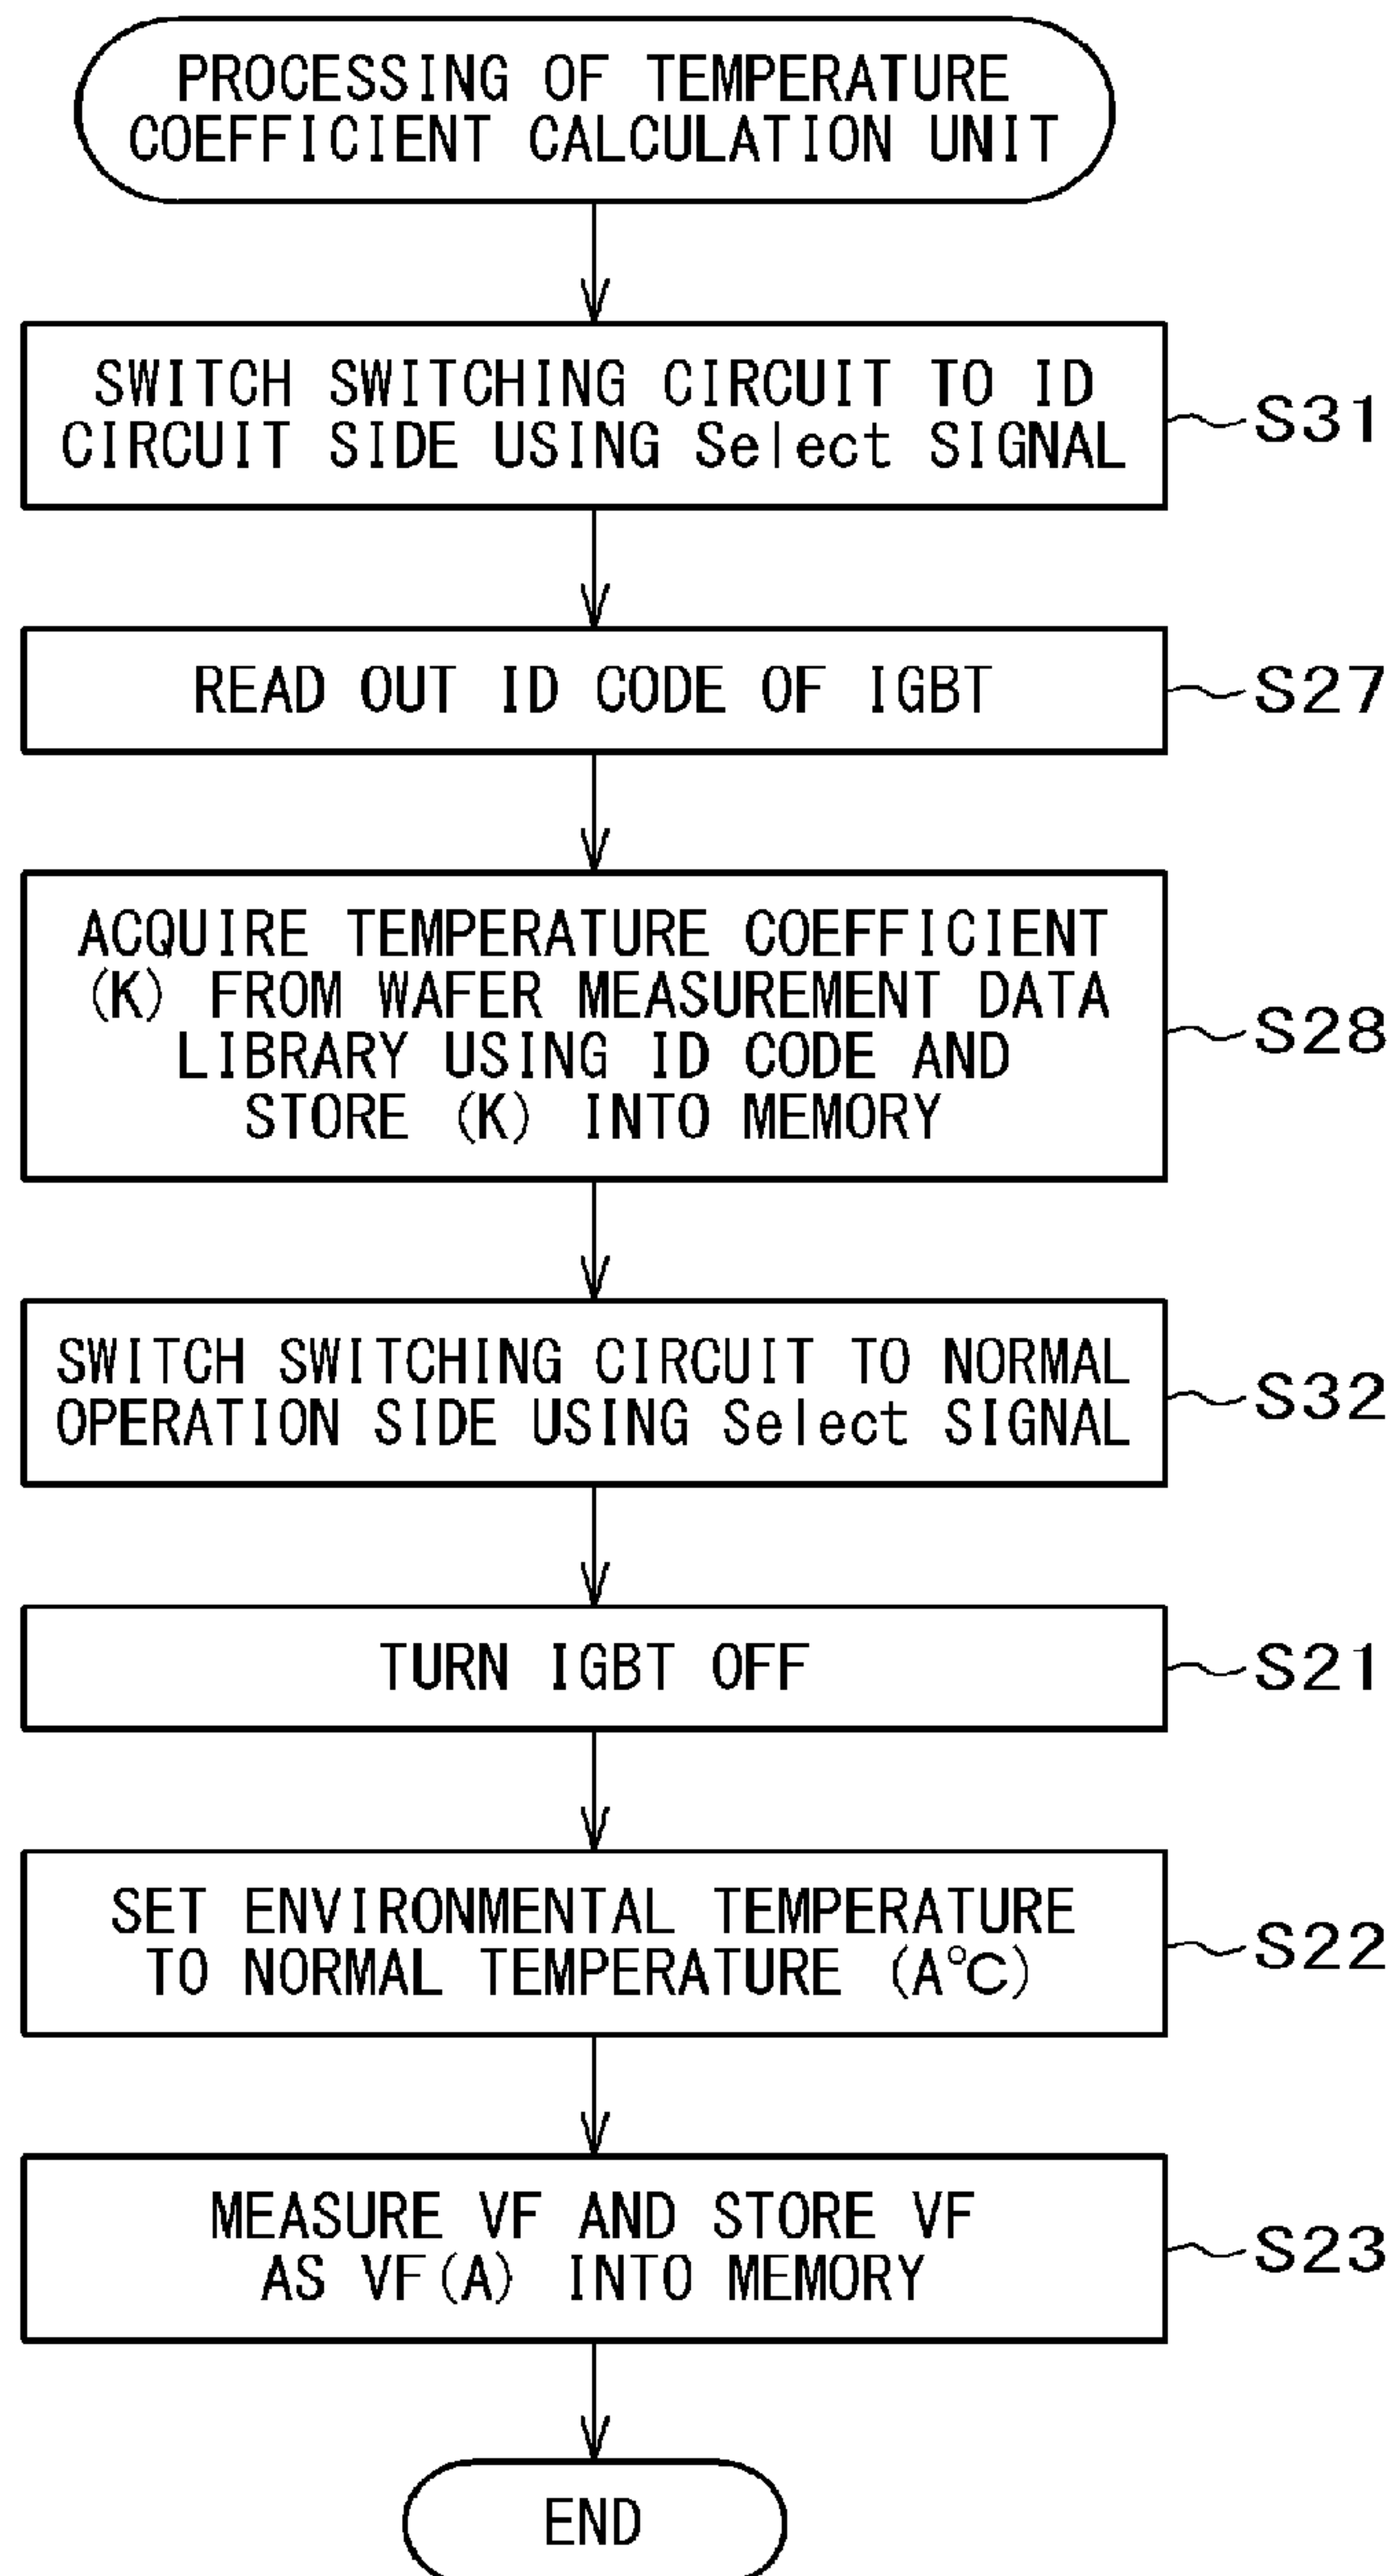 PROCESSING OF TEMPERATURE
COEFFICIENT CALCULATION UNIT
SWITCH SWITCHING CIRCUIT TO ID
CIRCUIT SIDE USING Select SIGNAL
S31
READ OUT ID CODE OF IGBT
S27
ACQUIRE TEMPERATURE COEFFICIENT
(K) FROM WAFER MEASUREMENT DATA
LIBRARY USING ID CODE AND
STORE (K) INTO MEMORY
S28
SWITCH SWITCHING CIRCUIT TO NORMAL
OPERATION SIDE USING Select SIGNAL
S32
TURN IGBT OFF
S21
SET ENVIRONMENTAL TEMPERATURE
TO NORMAL TEMPERATURE (A℃)
S22
MEASURE VF AND STORE VF
AS VF(A) INTO MEMORY
S23
END